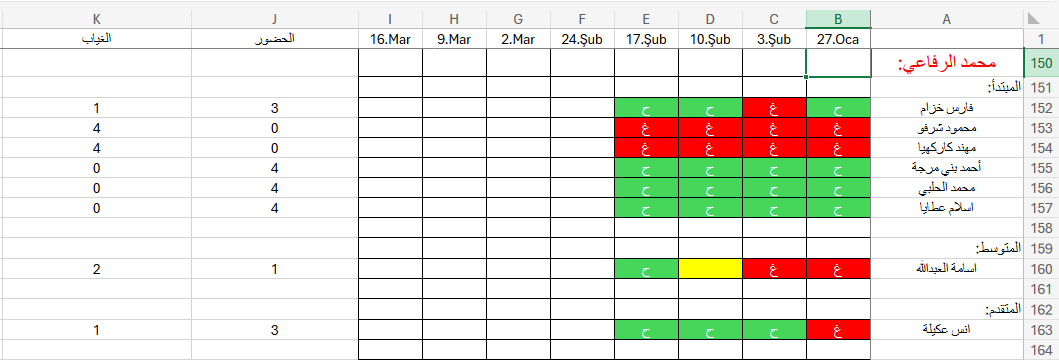 A B C D E F G H I J K
1 27.Oca 3.Şub 10.Şub 17.Şub 24.Şub 2.Mar 9.Mar 16.Mar الحضور الغياب
150 محمد الرفاعي:
151 المبتدأ:
152 فارس خزام ح غ ح ح 3 1
153 محمود شرفو غ غ غ غ 0 4
154 مهند كاركهيا غ غ غ غ 0 4
155 أحمد بني مرجة ح ح ح ح 4 0
156 محمد الحلبي ح ح ح ح 4 0
157 اسلام عطايا ح ح ح ح 4 0
158
159 المتوسط:
160 اسامة العبدالله غ غ ح 1 2
161
162 المتقدم:
163 انس عكيلة غ ح ح ح 3 1
164